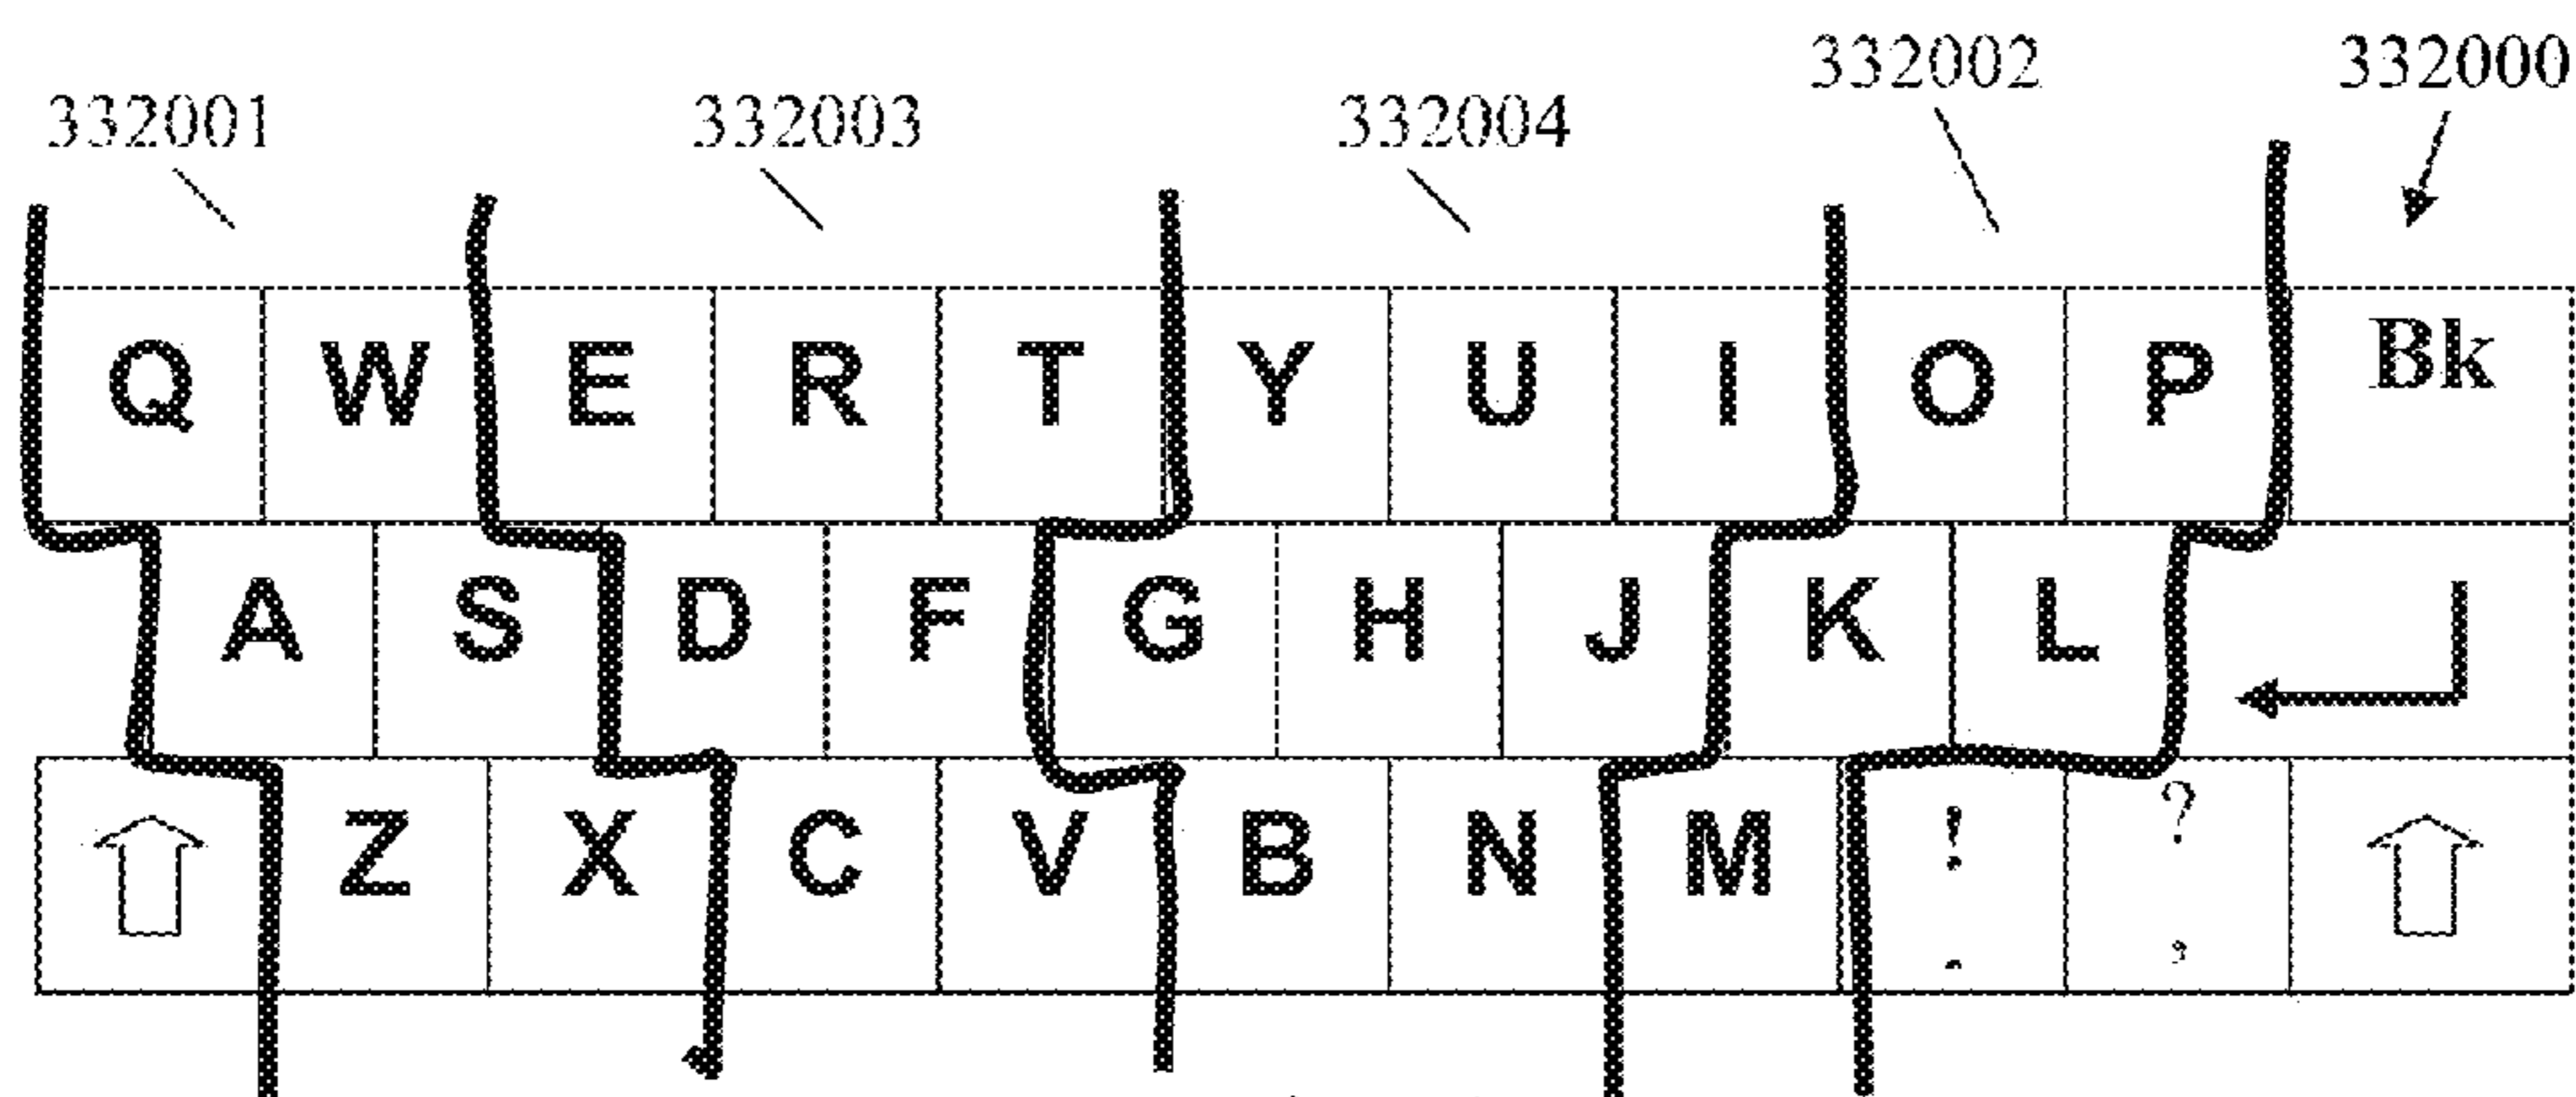 332002 332000
332001 332003 332004
Q W E R T Y U I O P Bk
A S D F G H J K L
Z X C V B N M ! ?
. ,